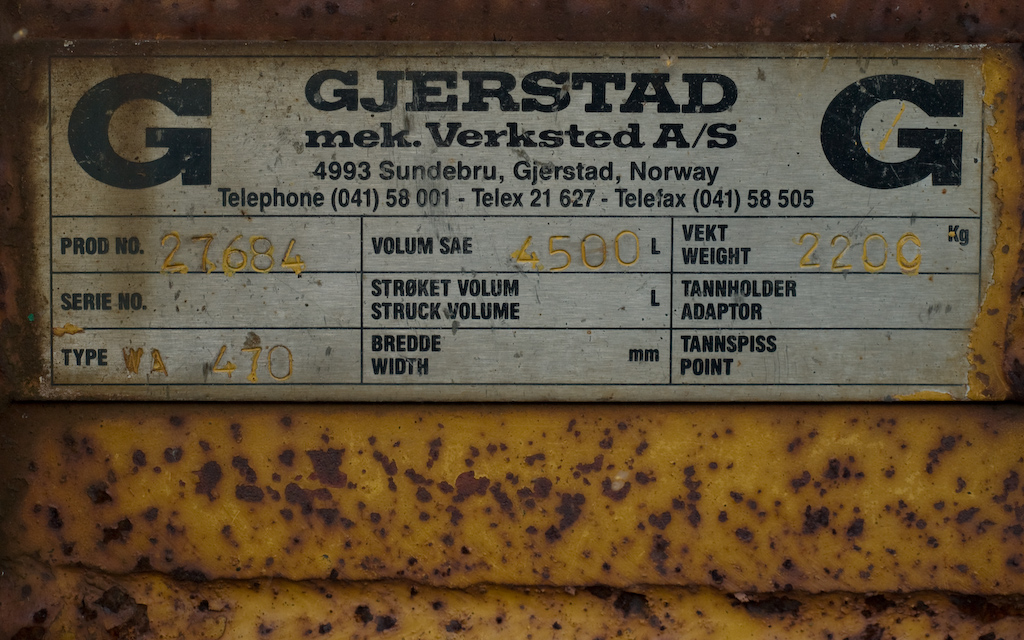 G GJERSTAD G
mek. Verksted A/S
4993 Sundebru, Gjerstad, Norway
Telephone (041) 58 001 - Telex 21 627 - Telefax (041) 58 505
PROD NO. 27684
VOLUM SAE 4500 L
VEKT
WEIGHT 2200 Kg
SERIE NO.
STRØKET VOLUM
STRUCK VOLUME L
TANNHOLDER
ADAPTOR
TYPE WA 470
BREDDE
WIDTH mm
TANNSPISS
POINT